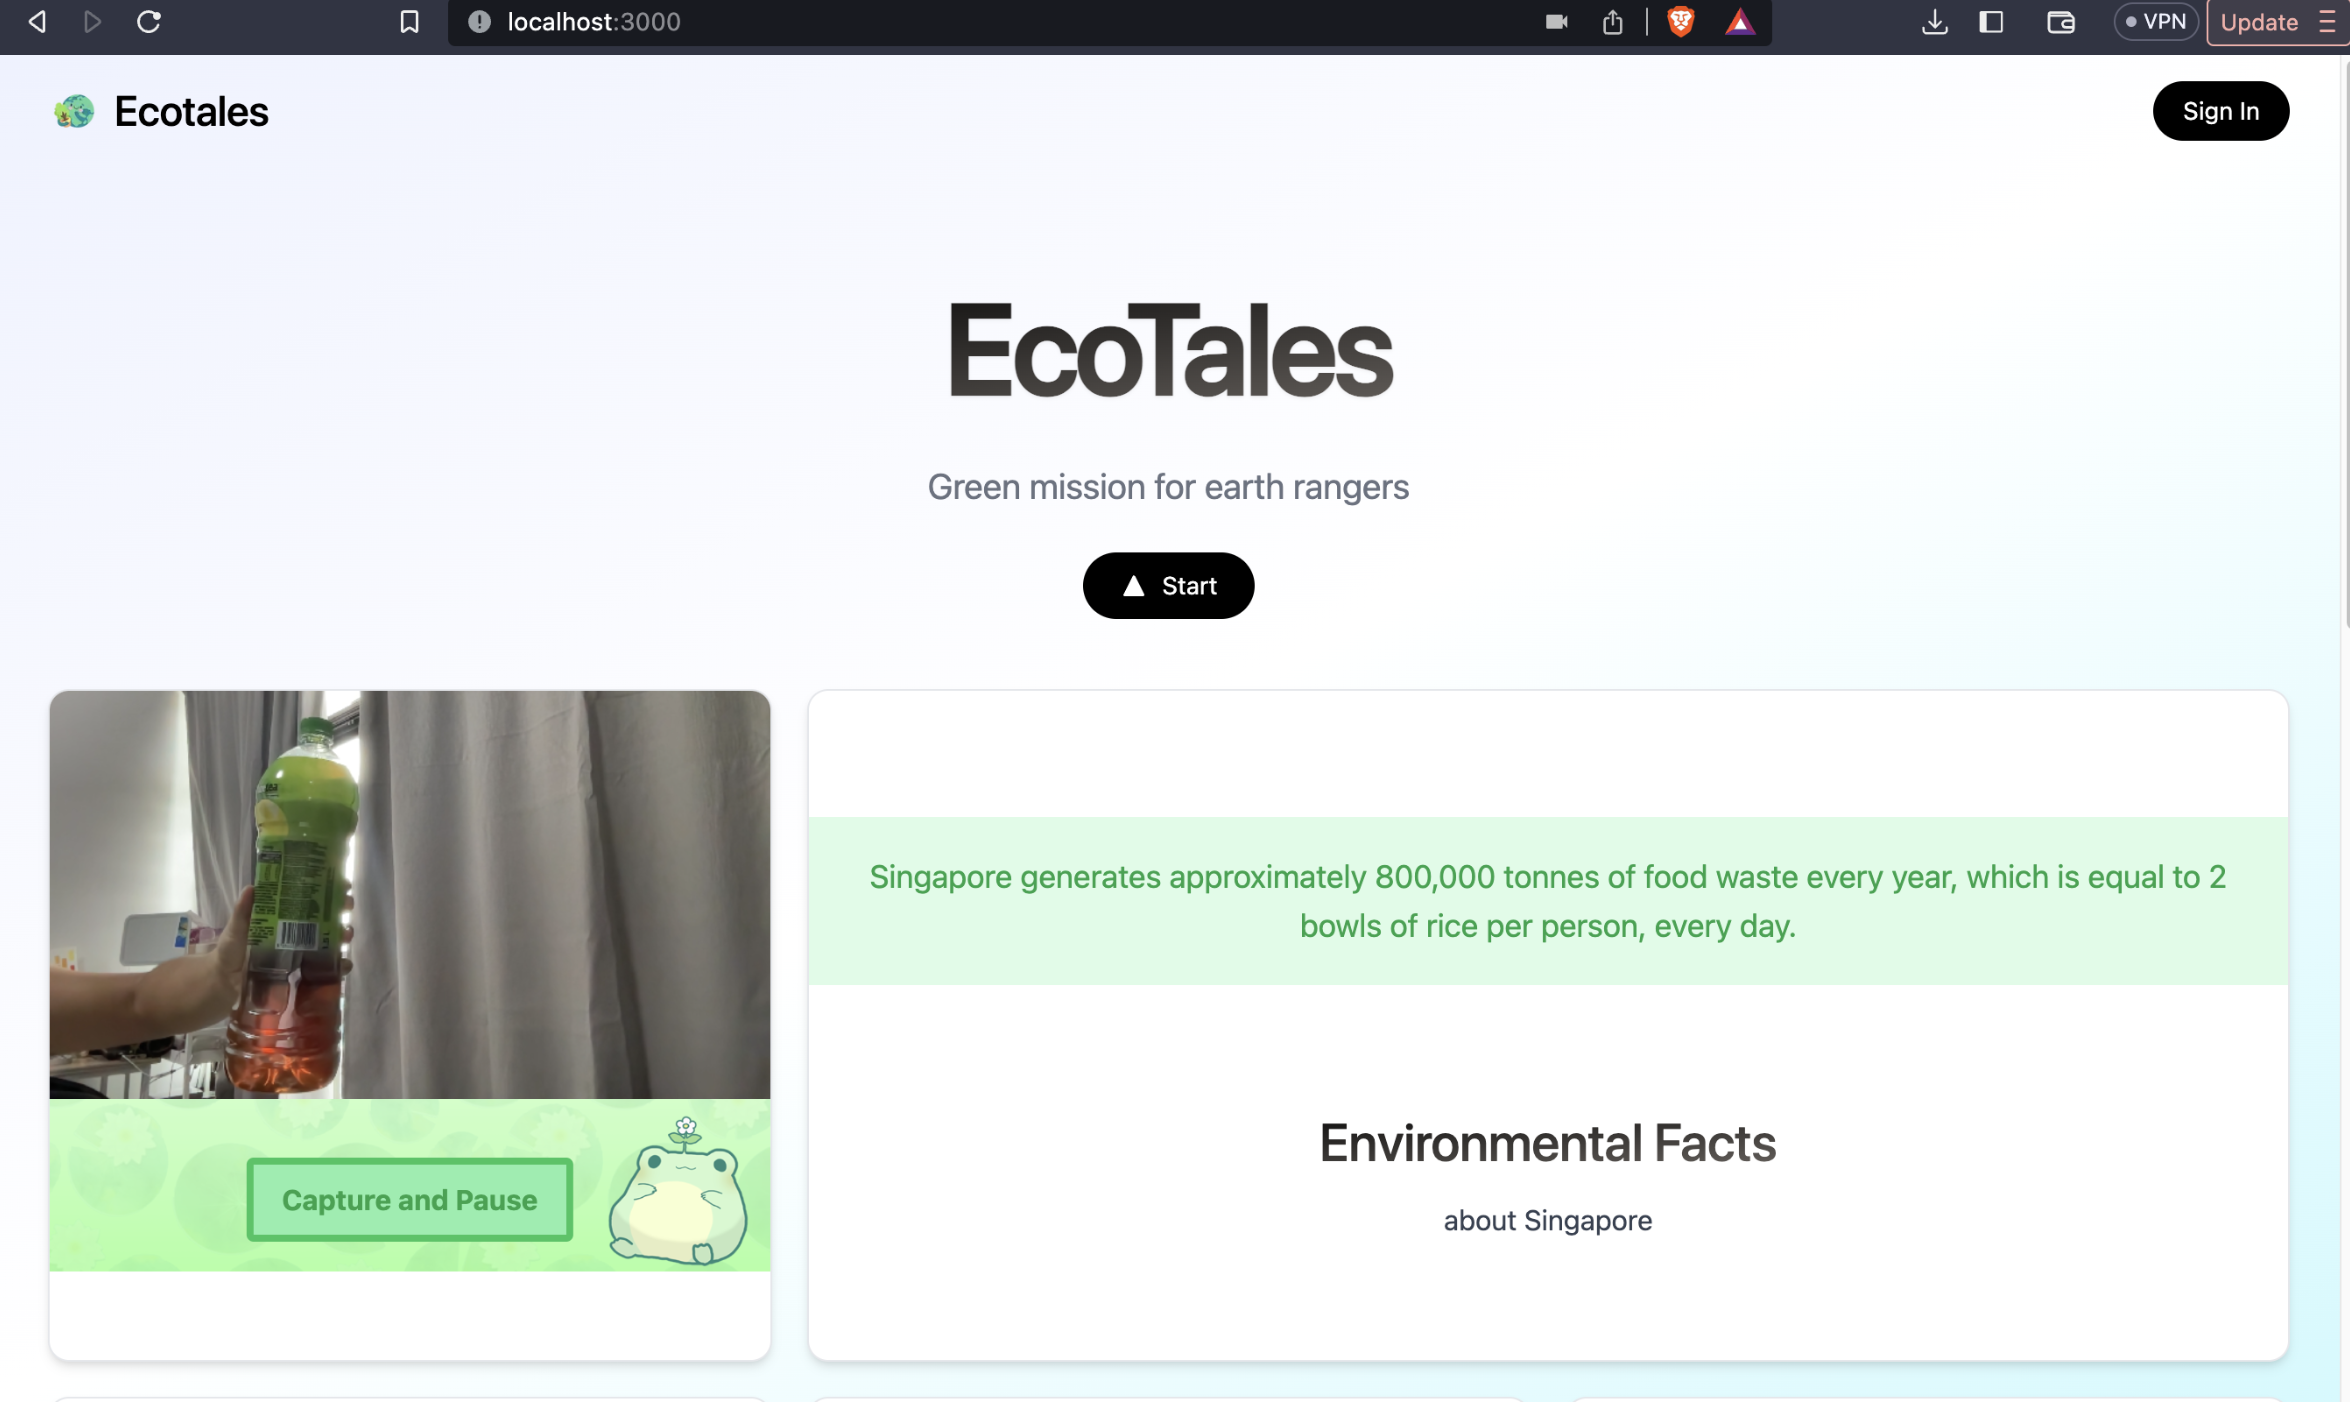 localhost:3000
VPN
Update
Ecotales
Sign In
EcoTales
Green mission for earth rangers
Start
Singapore generates approximately 800,000 tonnes of food waste every year, which is equal to 2
bowls of rice per person, every day.
Capture and Pause
Environmental Facts
about Singapore